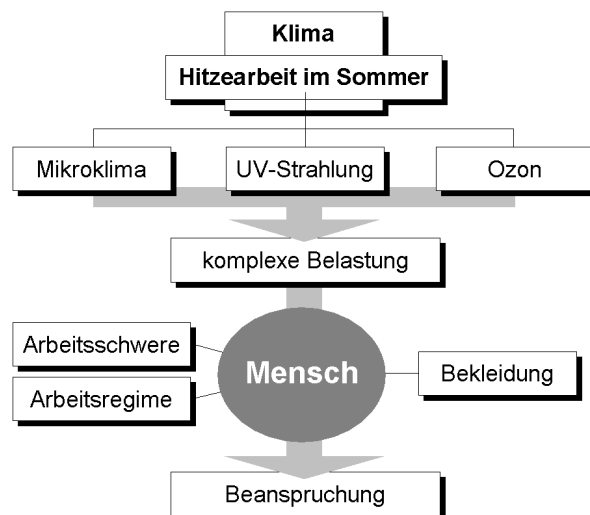 Klima
Hitzearbeit im Sommer
Mikroklima
UV-Strahlung
Ozon
komplexe Belastung
Arbeitsschwere
Arbeitsregime
Mensch
Bekleidung
Beanspruchung